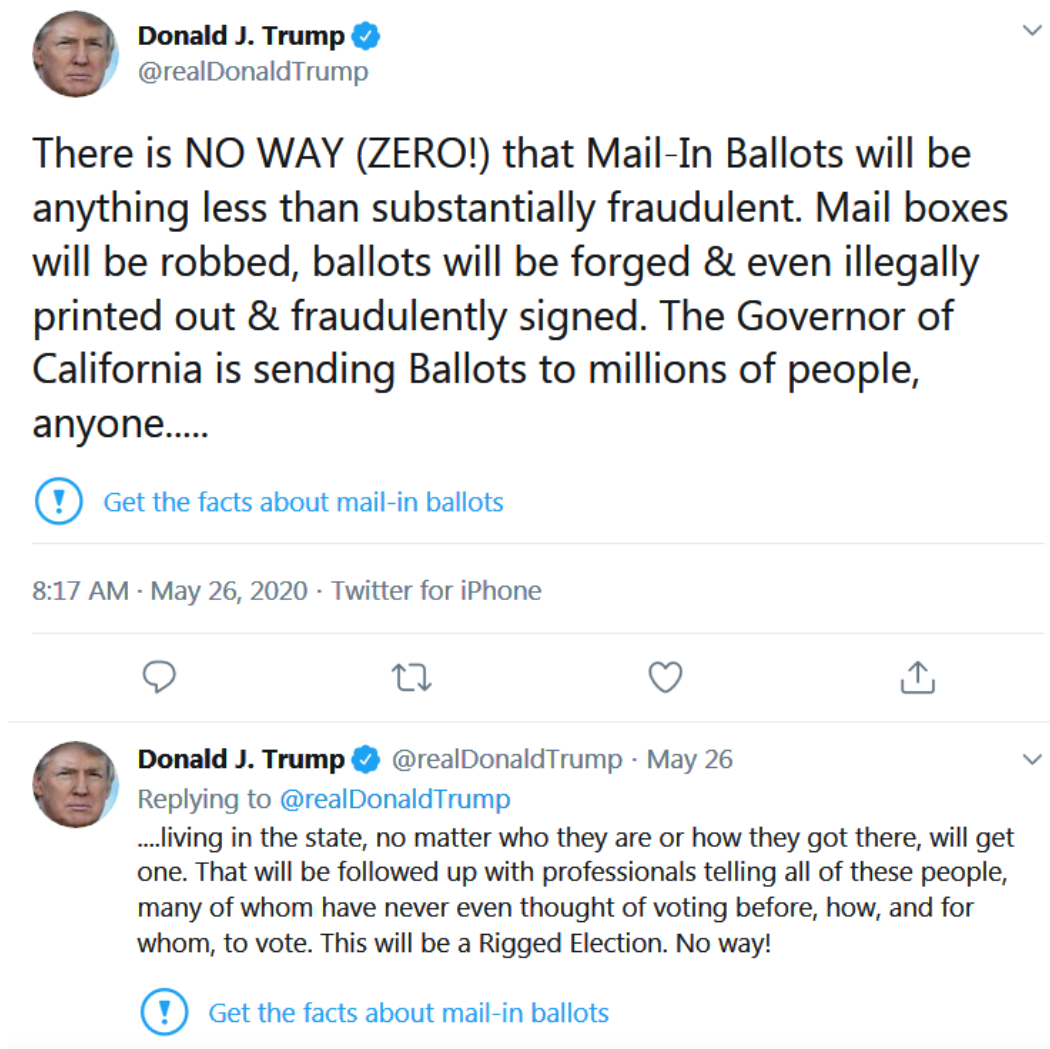 Donald J. Trump
@realDonaldTrump
There is NO WAY (ZERO!) that Mail-In Ballots will be
anything less than substantially fraudulent. Mail boxes
will be robbed, ballots will be forged & even illegally
printed out & fraudulently signed. The Governor of
California is sending Ballots to millions of people,
anyone.....
Get the facts about mail-in ballots
8:17 AM · May 26, 2020 · Twitter for iPhone
Donald J. Trump @realDonaldTrump · May 26
Replying to @realDonaldTrump
....living in the state, no matter who they are or how they got there, will get
one. That will be followed up with professionals telling all of these people,
many of whom have never even thought of voting before, how, and for
whom, to vote. This will be a Rigged Election. No way!
Get the facts about mail-in ballots